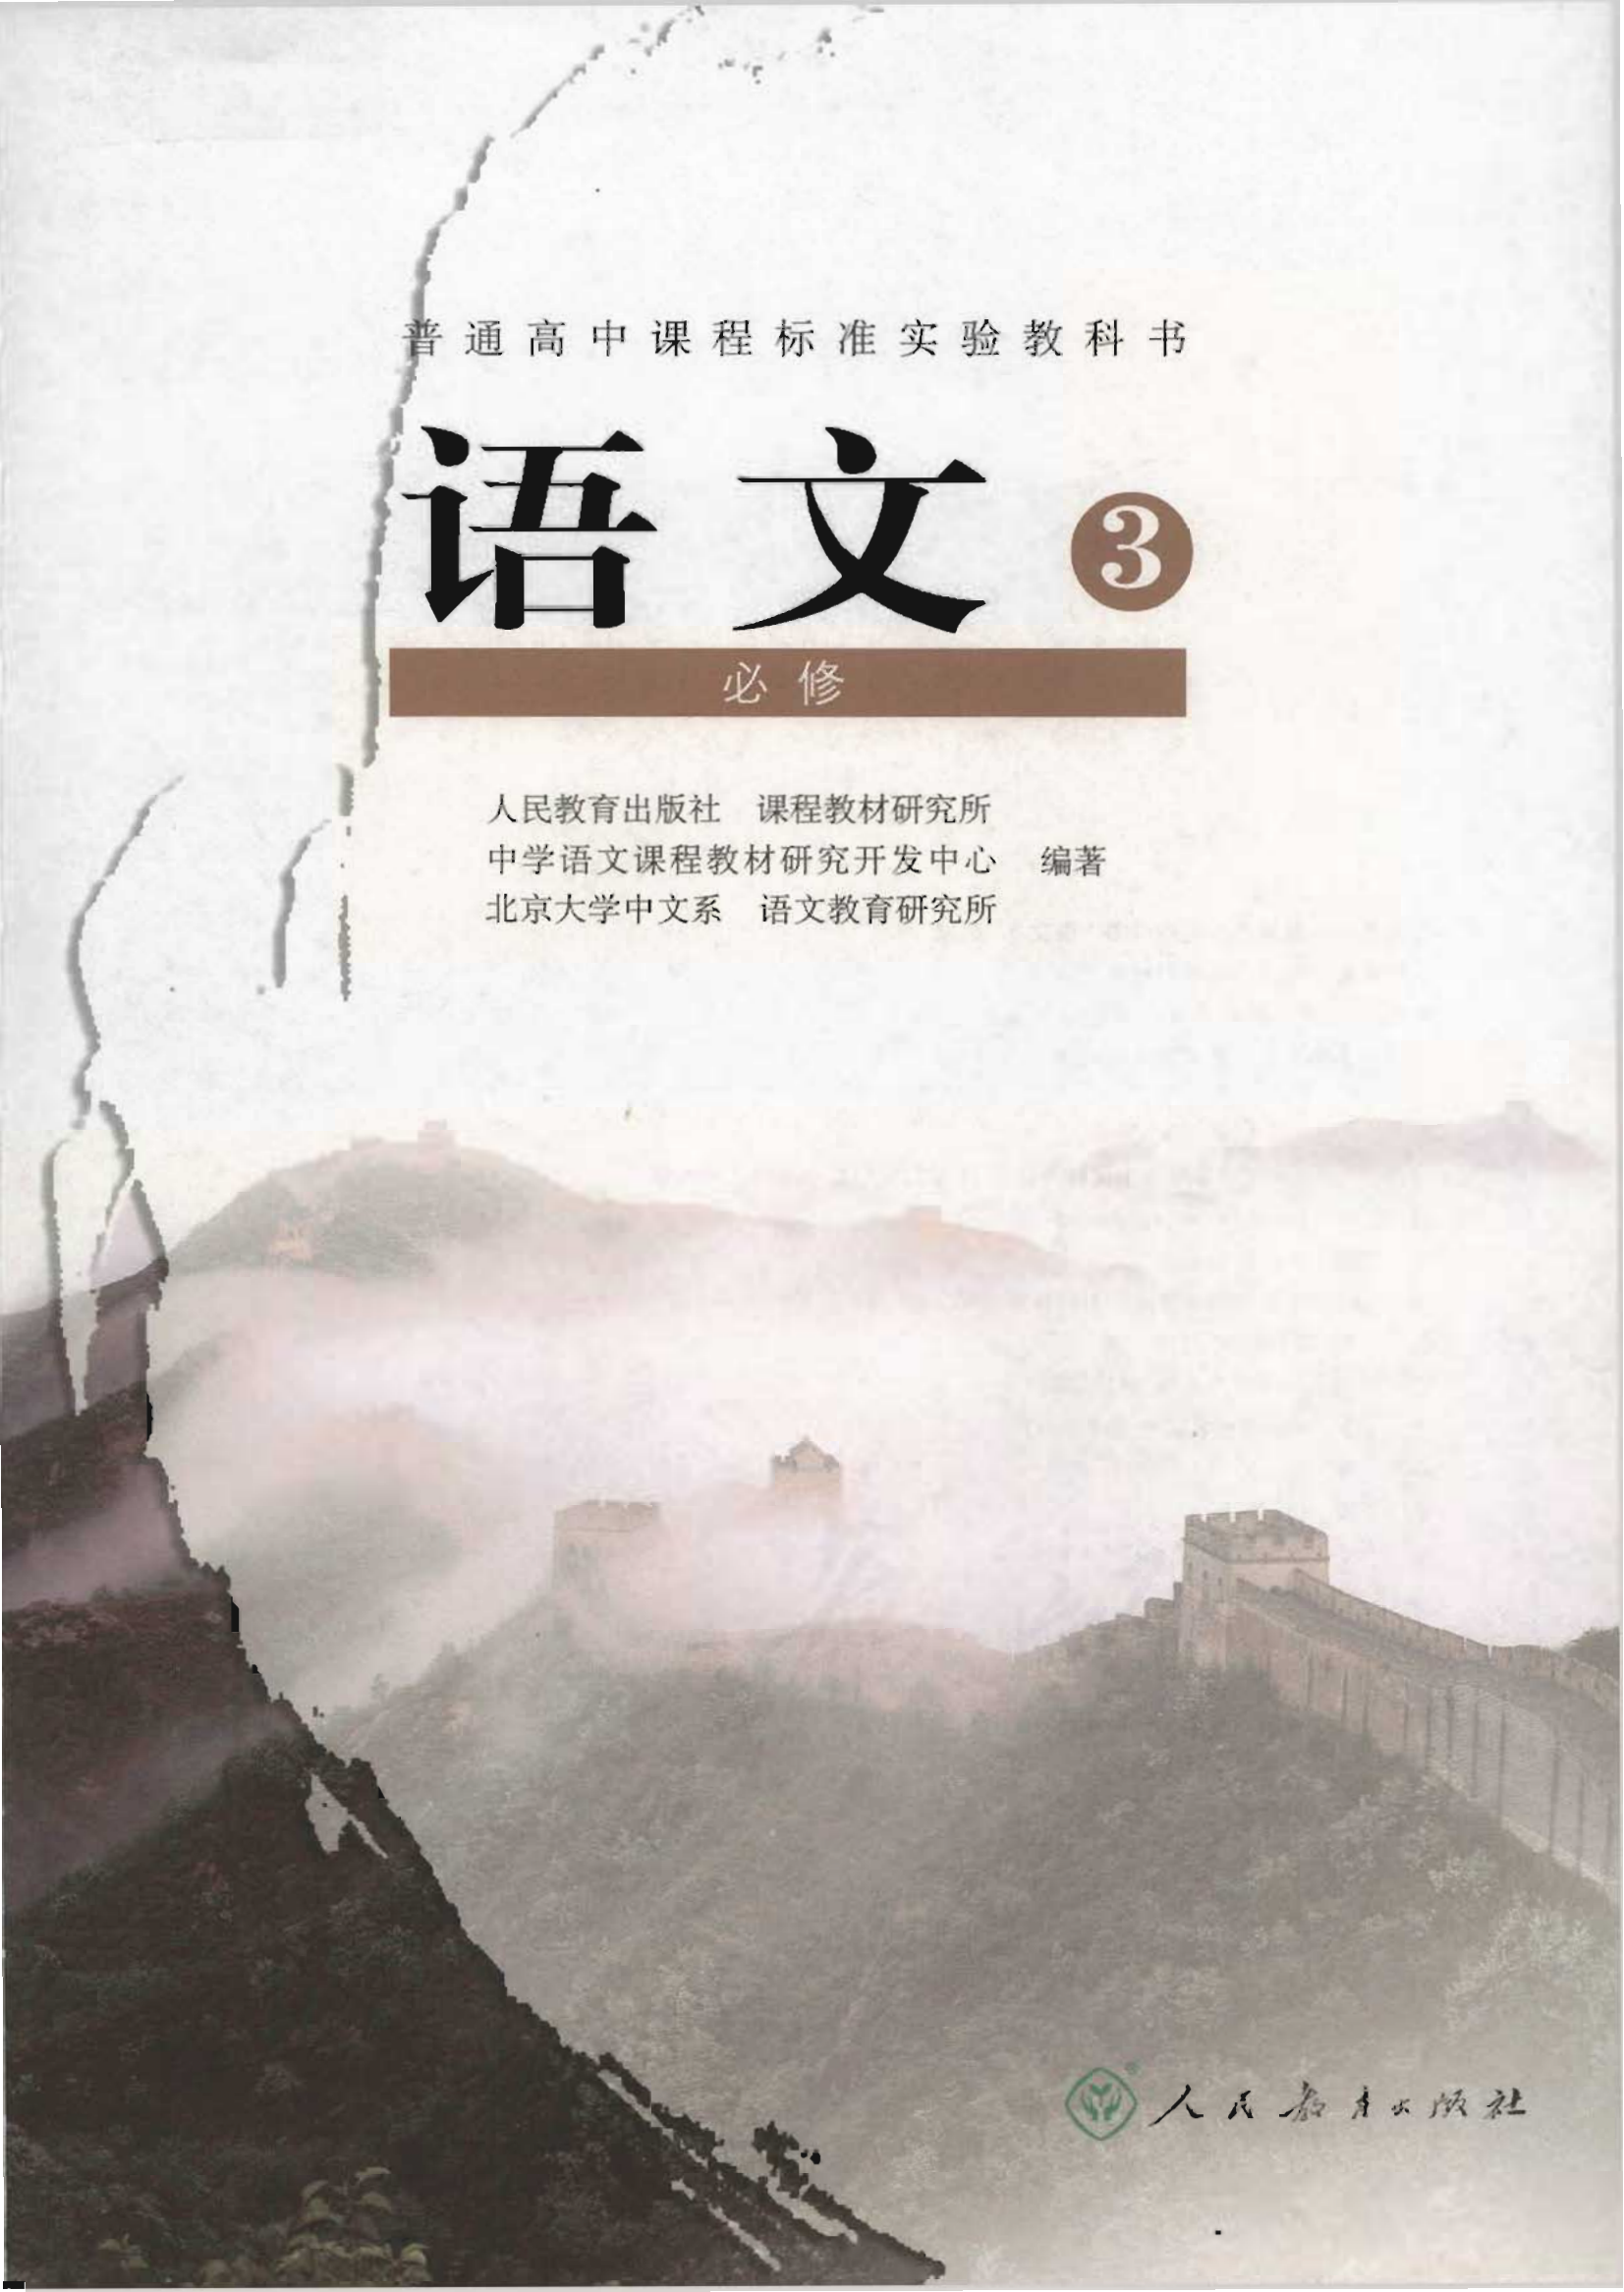 普通高中课程标准实验教科书
语文 3
必修
人民教育出版社 课程教材研究所
中学语文课程教材研究开发中心 编著
北京大学中文系 语文教育研究所
人民教育出版社